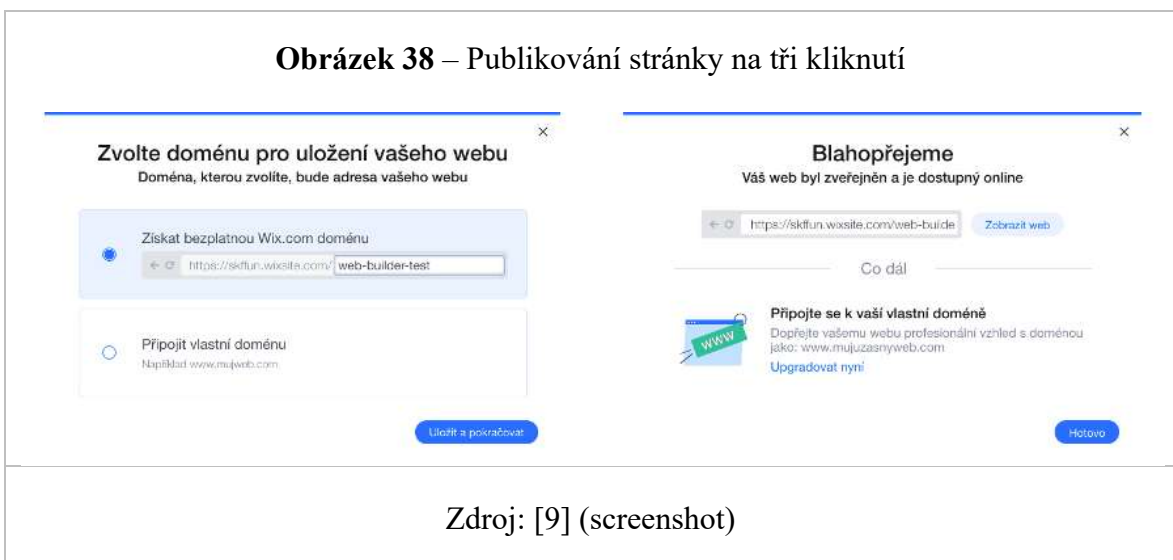 Obrázek 38 – Publikování stránky na tři kliknutí
Zvolte doménu pro uložení vašeho webu
Doména, kterou zvolíte, bude adresa vašeho webu
Získat bezplatnou Wix.com doménu
https://skffun.wixsite.com/ web-builder-test
Připojit vlastní doménu
Například www.mujweb.com
Uložit a pokračovat
Blahopřejeme
Váš web byl zveřejněn a je dostupný online
https://skffun.wixsite.com/web-builde
Zobrazit web
Co dál
WWW
Připojte se k vaší vlastní doméně
Dopřejte vašemu webu profesionální vzhled s doménou
jako: www.mujuzasnyweb.com
Upgradovat nyní
Hotovo
Zdroj: [9] (screenshot)